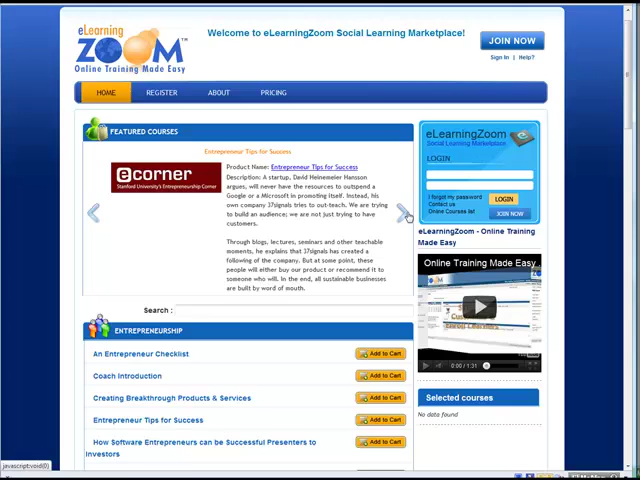 eLearning
ZOOM™
Online Training Made Easy
Welcome to eLearningZoom Social Learning Marketplace!
JOIN NOW
Sign In | Help?
HOME REGISTER ABOUT PRICING
FEATURED COURSES
Entrepreneur Tips for Success
ecorner
Stanford University's Entrepreneurship Corner
Product Name: Entrepreneur Tips for Success
Description: A startup, David Heinemeier Hansson
argues, will never have the resources to outspend a
Google or a Microsoft in promoting itself. Instead, his
own company 37signals tries to out-teach. We are trying
to build an audience; we are not just trying to have
customers.
Through blogs, lectures, seminars and other teachable
moments, he explains that 37signals has created a
following of the company. But at some point, these
people will either buy our product or recommend it to
someone who will. In the end, all sustainable businesses
are built by word of mouth.
Search :
ENTREPRENEURSHIP
An Entrepreneur Checklist Add to Cart
Coach Introduction Add to Cart
Creating Breakthrough Products & Services Add to Cart
Entrepreneur Tips for Success Add to Cart
How Software Entrepreneurs can be Successful Presenters to
Investors
Add to Cart
eLearningZoom
Social Learning Marketplace
LOGIN
I forgot my password
Contact us
Online Courses list
LOGIN
JOIN NOW
eLearningZoom - Online Training
Made Easy
Online Training Made Easy
0:00 / 1:31
Selected courses
No data found
javascript:void(0)